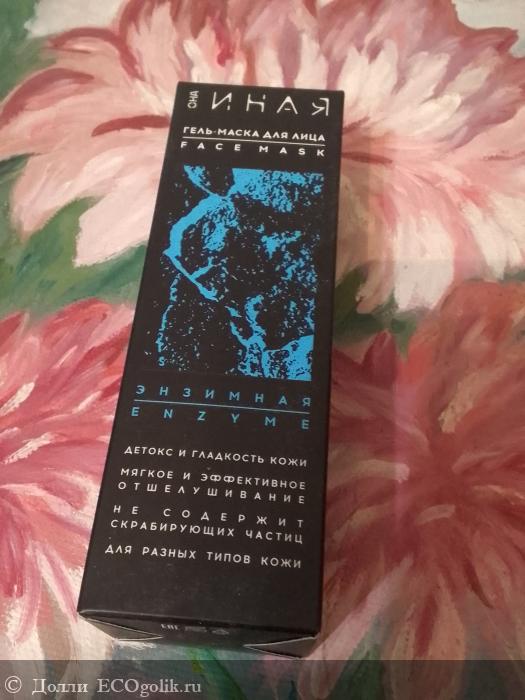 ОНА ИНАЯ
ГЕЛЬ-МАСКА ДЛЯ ЛИЦА
FACE MASK
ЭНЗИМНАЯ
ENZYME
ДЕТОКС И ГЛАДКОСТЬ КОЖИ
МЯГКОЕ И ЭФФЕКТИВНОЕ
ОТШЕЛУШИВАНИЕ
НЕ СОДЕРЖИТ
СКРАБИРУЮЩИХ ЧАСТИЦ
ДЛЯ РАЗНЫХ ТИПОВ КОЖИ
EAC
© Долли ECOgolik.ru